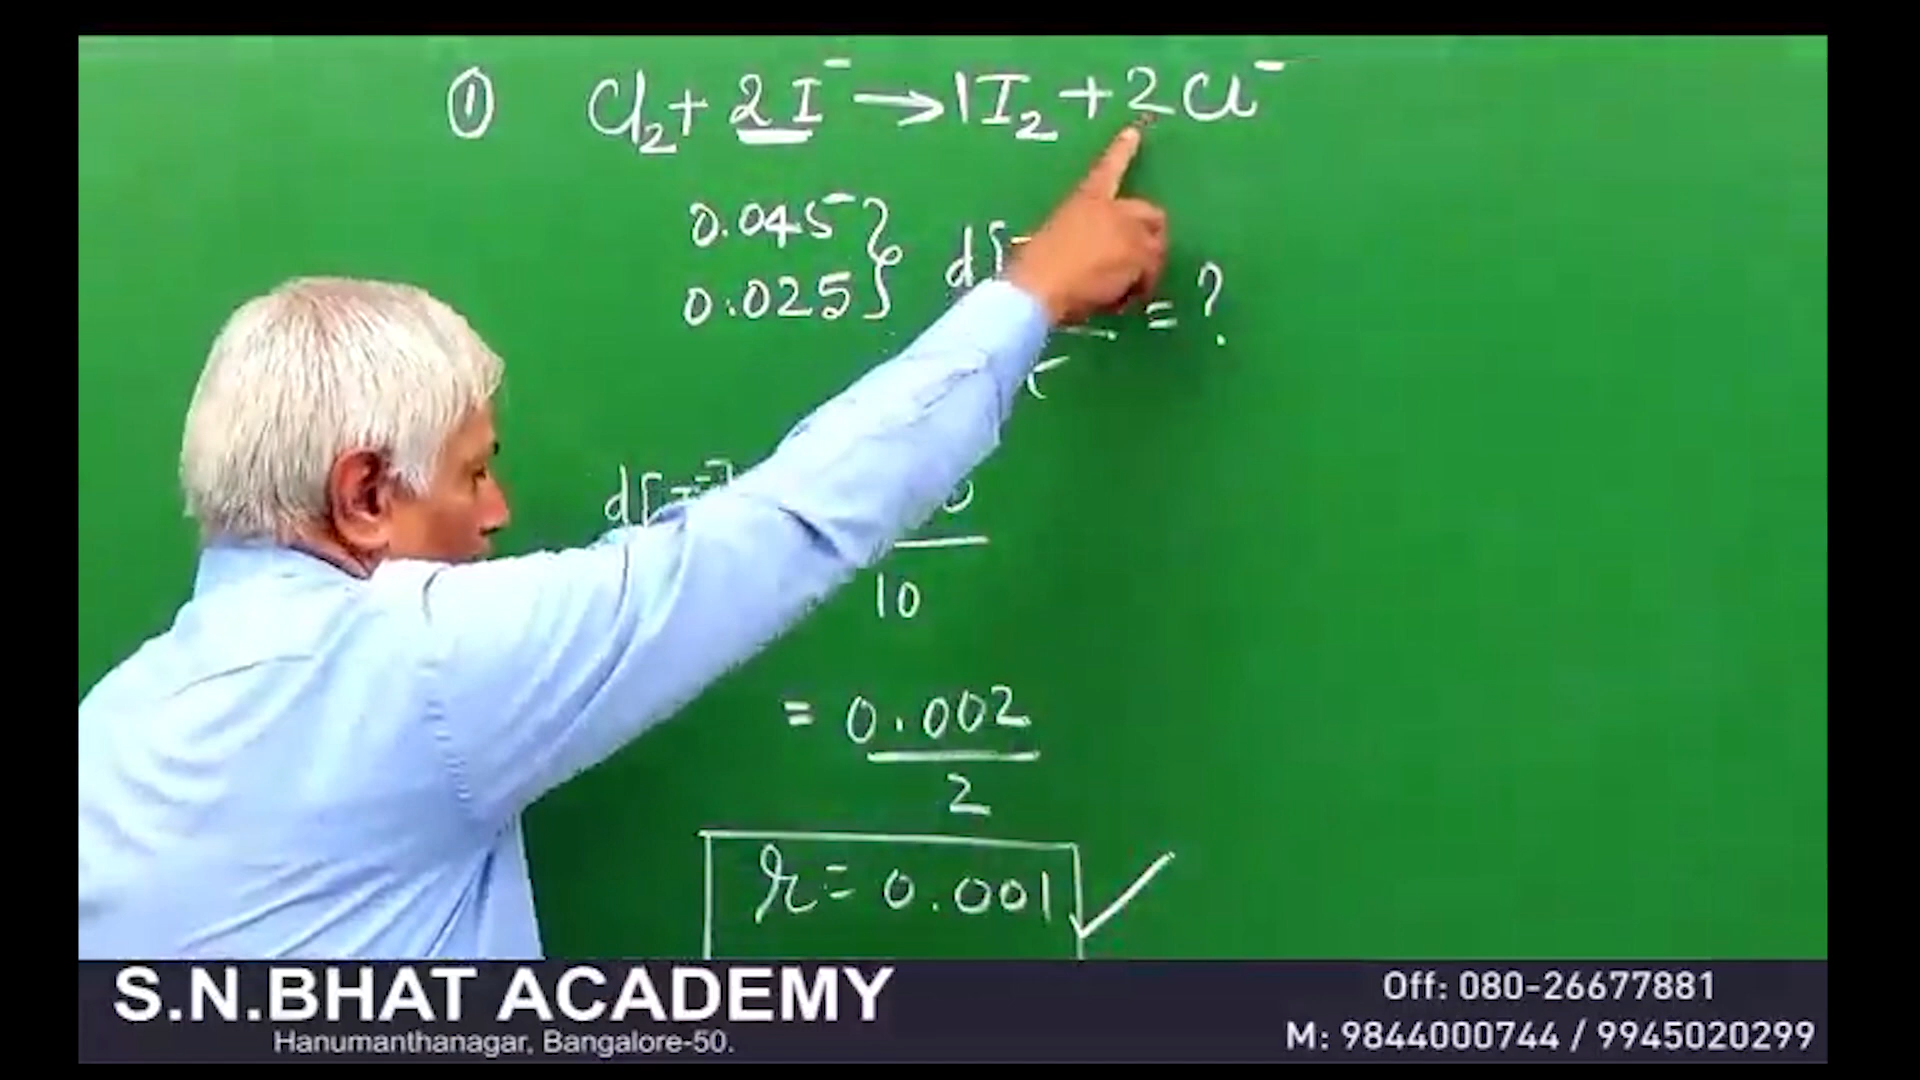 ① Cl₂ + 2I⁻ → 1I₂ + 2Cl⁻
0.045
0.025
d[ = ?
d[I⁻]
10
= 0.002
2
r = 0.001 ✓
S.N.BHAT ACADEMY
Hanumanthanagar, Bangalore-50.
Off: 080-26677881
M: 9844000744 / 9945020299